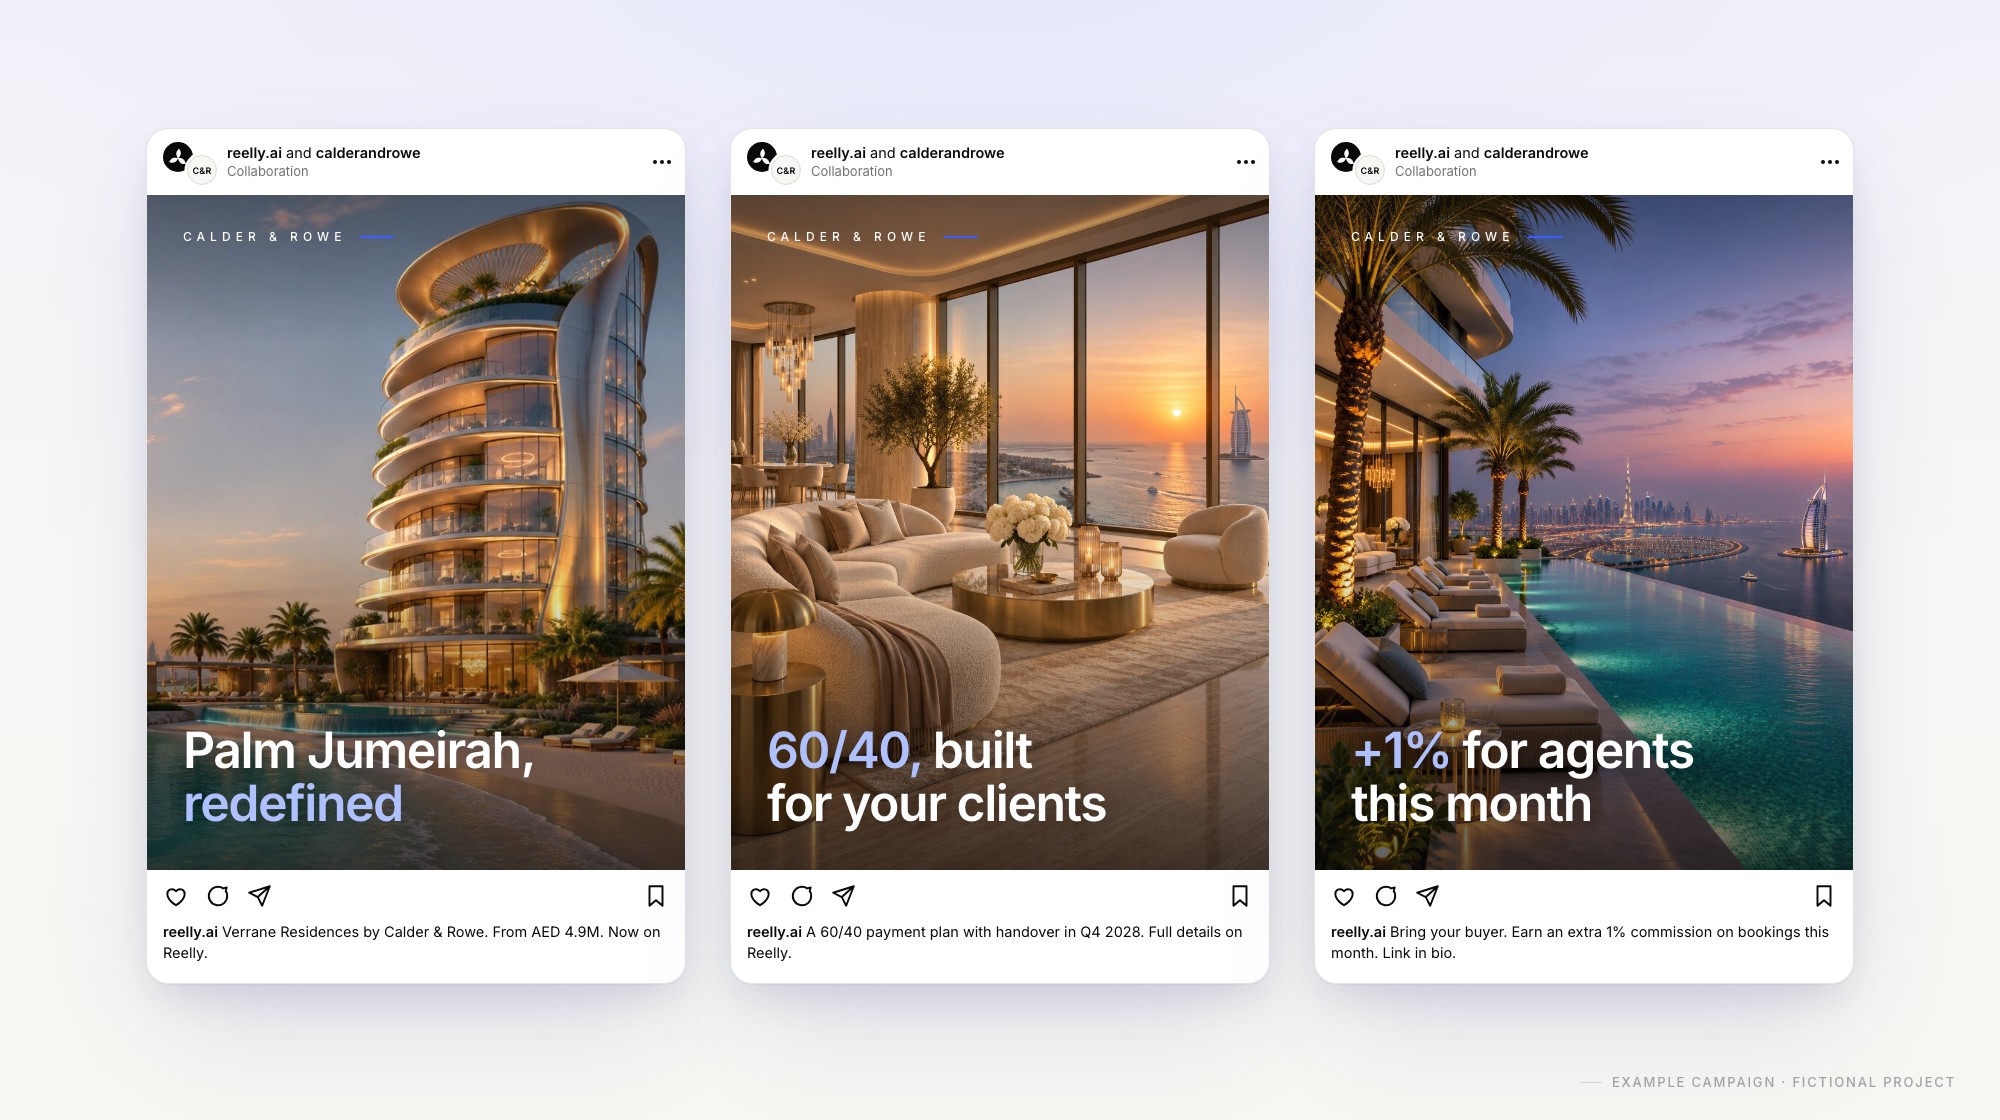 C&R
reelly.ai and calderandrowe
Collaboration
CALDER & ROWE
Palm Jumeirah,
redefined
reelly.ai Verrane Residences by Calder & Rowe. From AED 4.9M. Now on
Reelly.
C&R
reelly.ai and calderandrowe
Collaboration
CALDER & ROWE
60/40, built
for your clients
reelly.ai A 60/40 payment plan with handover in Q4 2028. Full details on
Reelly.
C&R
reelly.ai and calderandrowe
Collaboration
CALDER & ROWE
+1% for agents
this month
reelly.ai Bring your buyer. Earn an extra 1% commission on bookings this
month. Link in bio.
EXAMPLE CAMPAIGN · FICTIONAL PROJECT